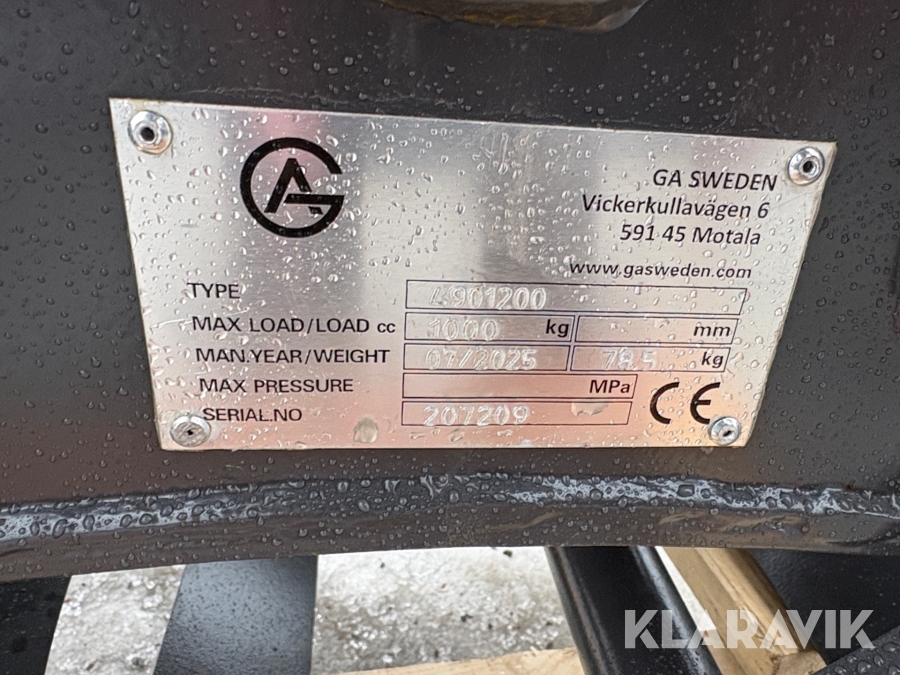 GA SWEDEN
Vickerkullavägen 6
591 45 Motala
www.gasweden.com
TYPE A901200
MAX LOAD/LOAD cc 1000 kg mm
MAN.YEAR/WEIGHT 07/2025 78.5 kg
MAX PRESSURE MPa
SERIAL.NO 207209
CE
KLARAVIK